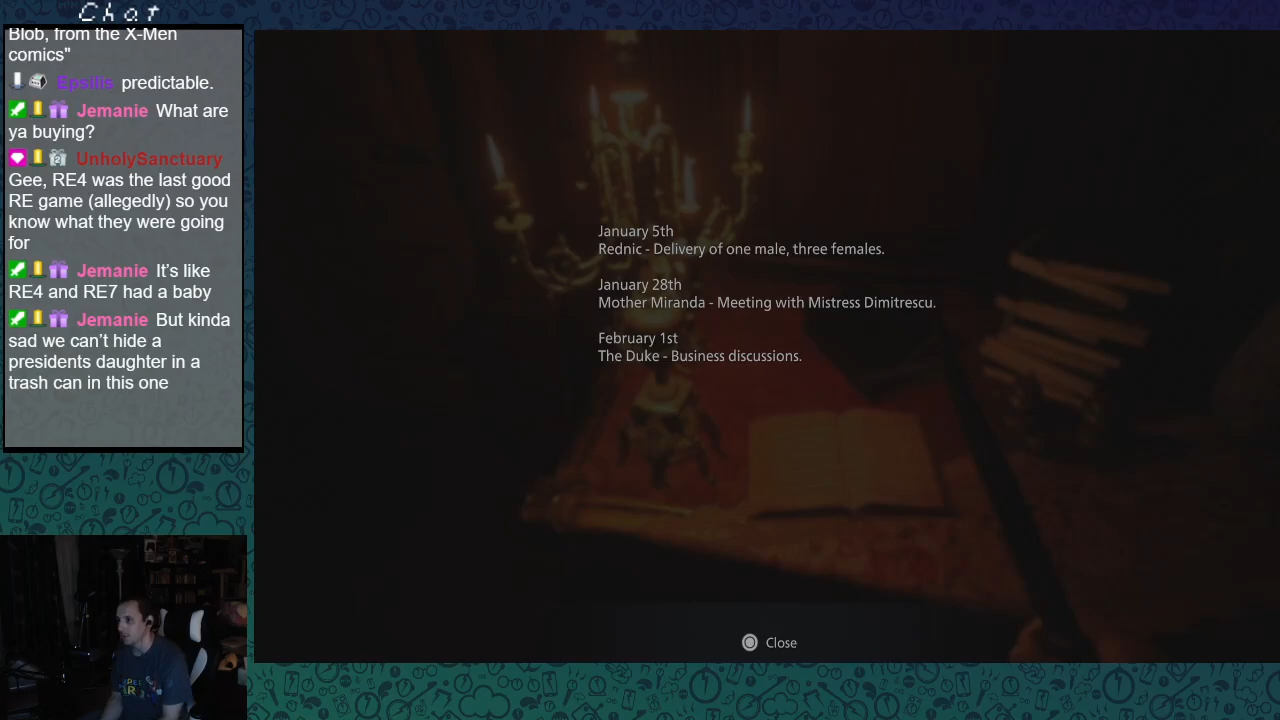 Chat
Blob, from the X-Men
comics"
Epsilis predictable.
Jemanie What are
ya buying?
UnholySanctuary
Gee, RE4 was the last good
RE game (allegedly) so you
know what they were going
for
Jemanie It’s like
RE4 and RE7 had a baby
Jemanie But kinda
sad we can’t hide a
presidents daughter in a
trash can in this one
January 5th
Rednic - Delivery of one male, three females.
January 28th
Mother Miranda - Meeting with Mistress Dimitrescu.
February 1st
The Duke - Business discussions.
Close